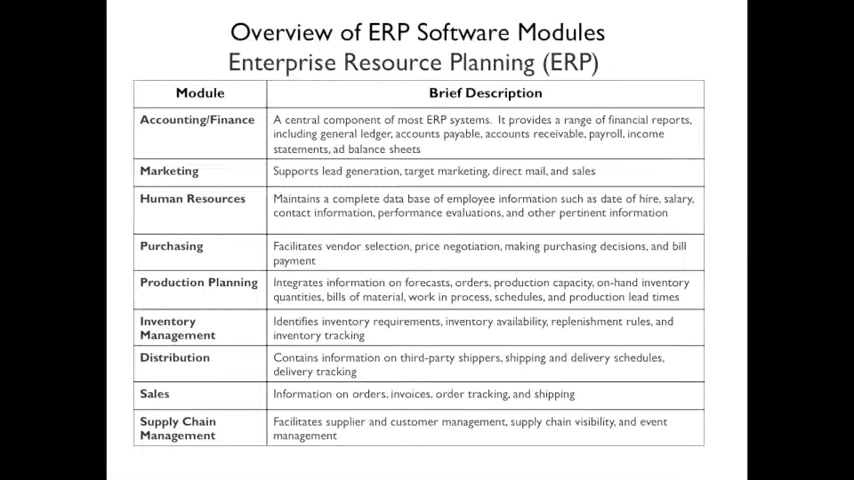 Overview of ERP Software Modules
Enterprise Resource Planning (ERP)
Module
Brief Description
Accounting/Finance
A central component of most ERP systems. It provides a range of financial reports,
including general ledger, accounts payable, accounts receivable, payroll, income
statements, ad balance sheets
Marketing
Supports lead generation, target marketing, direct mail, and sales
Human Resources
Maintains a complete data base of employee information such as date of hire, salary,
contact information, performance evaluations, and other pertinent information
Purchasing
Facilitates vendor selection, price negotiation, making purchasing decisions, and bill
payment
Production Planning
Integrates information on forecasts, orders, production capacity, on-hand inventory
quantities, bills of material, work in process, schedules, and production lead times
Inventory
Management
Identifies inventory requirements, inventory availability, replenishment rules, and
inventory tracking
Distribution
Contains information on third-party shippers, shipping and delivery schedules,
delivery tracking
Sales
Information on orders, invoices, order tracking, and shipping
Supply Chain
Management
Facilitates supplier and customer management, supply chain visibility, and event
management